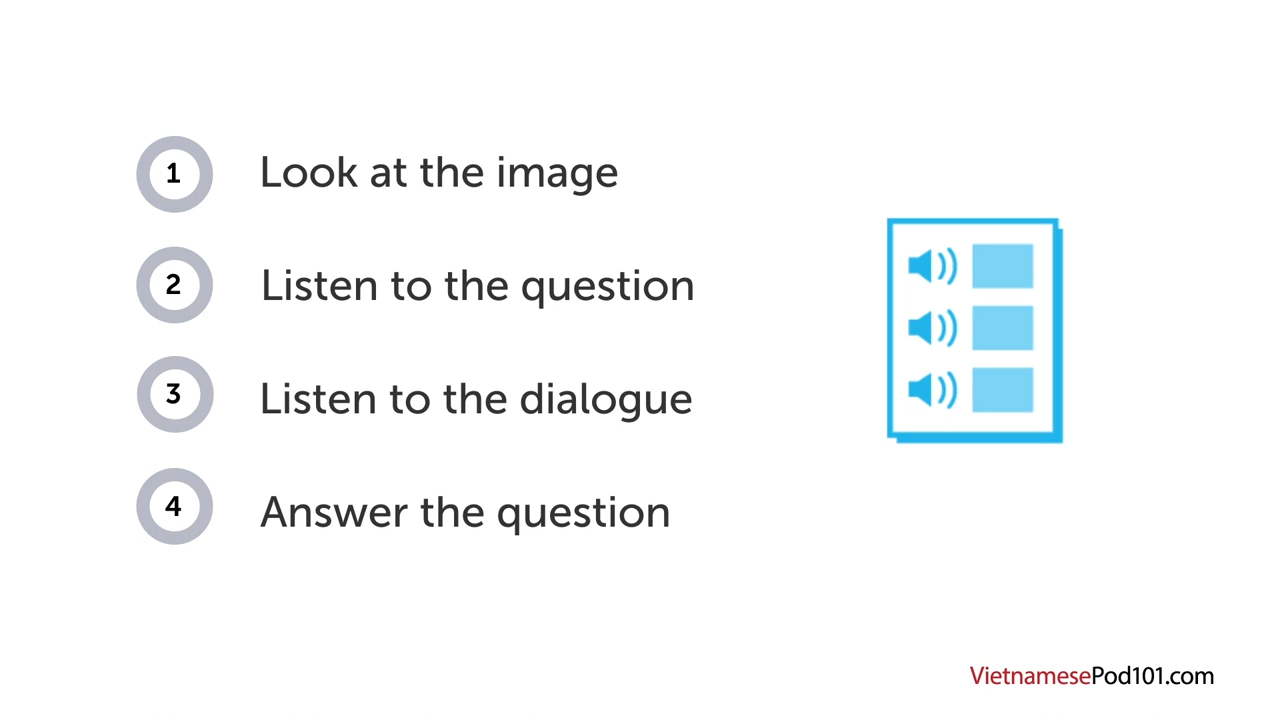 1 Look at the image
2 Listen to the question
3 Listen to the dialogue
4 Answer the question
VietnamesePod101.com